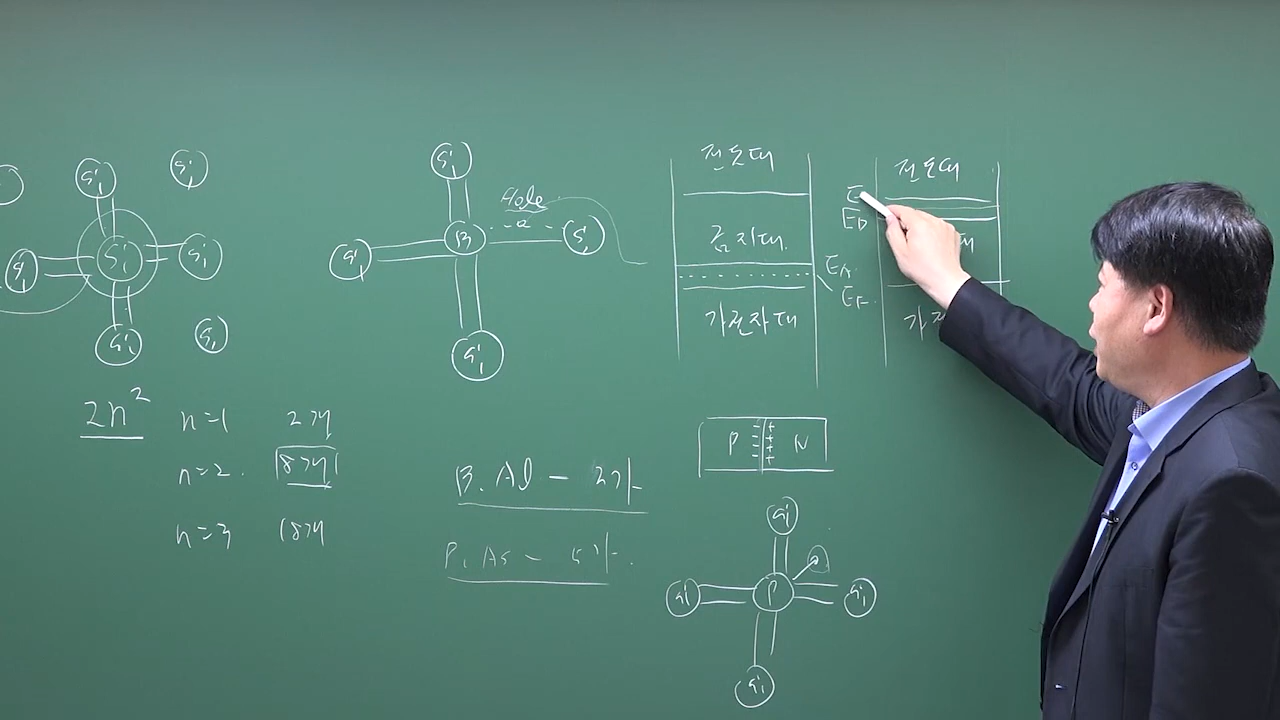 Si
Si
Si
Si
Si
Si
Si
2n²
n=1 2개
n=2. 8개
n=3 18개
Si
Hole
B
Si
Si
Si
B. Al - 3가
P. As - 5가.
전도대
금지대.
가전자대
EA.
EF.
전도대
E
ED
P
N
Si
P
Si
Si
Si